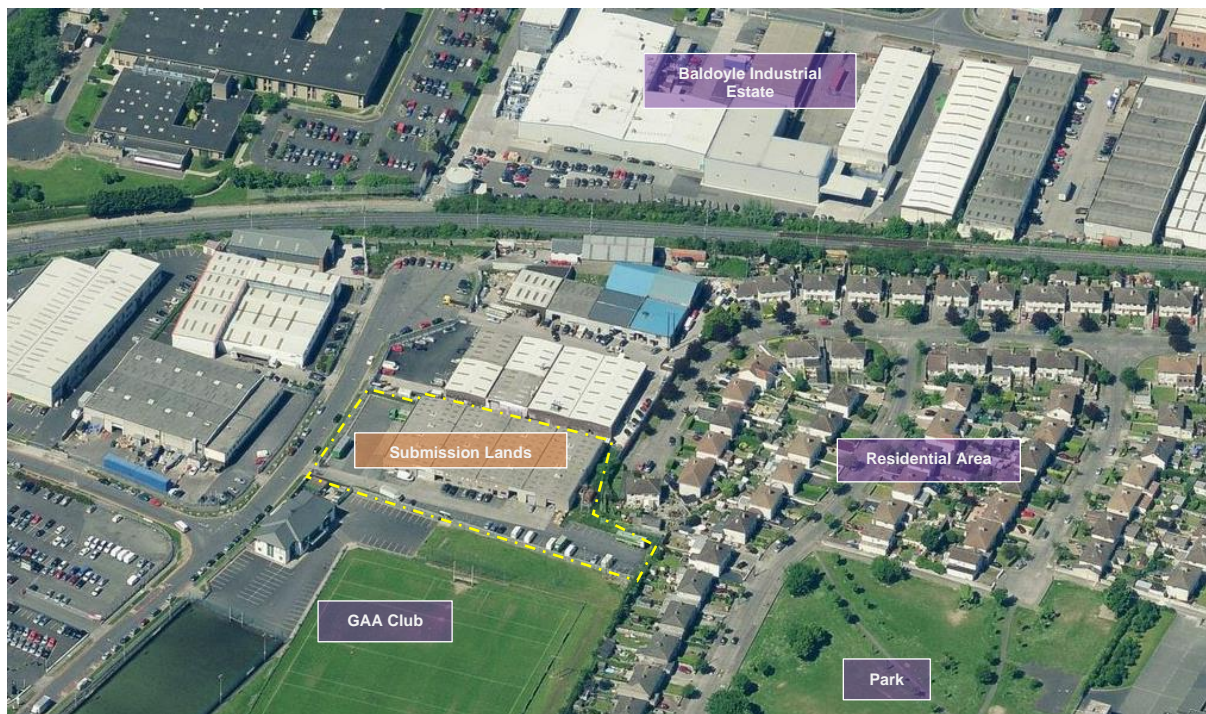 Baldoyle Industrial
Estate
Submission Lands
Residential Area
GAA Club
Park